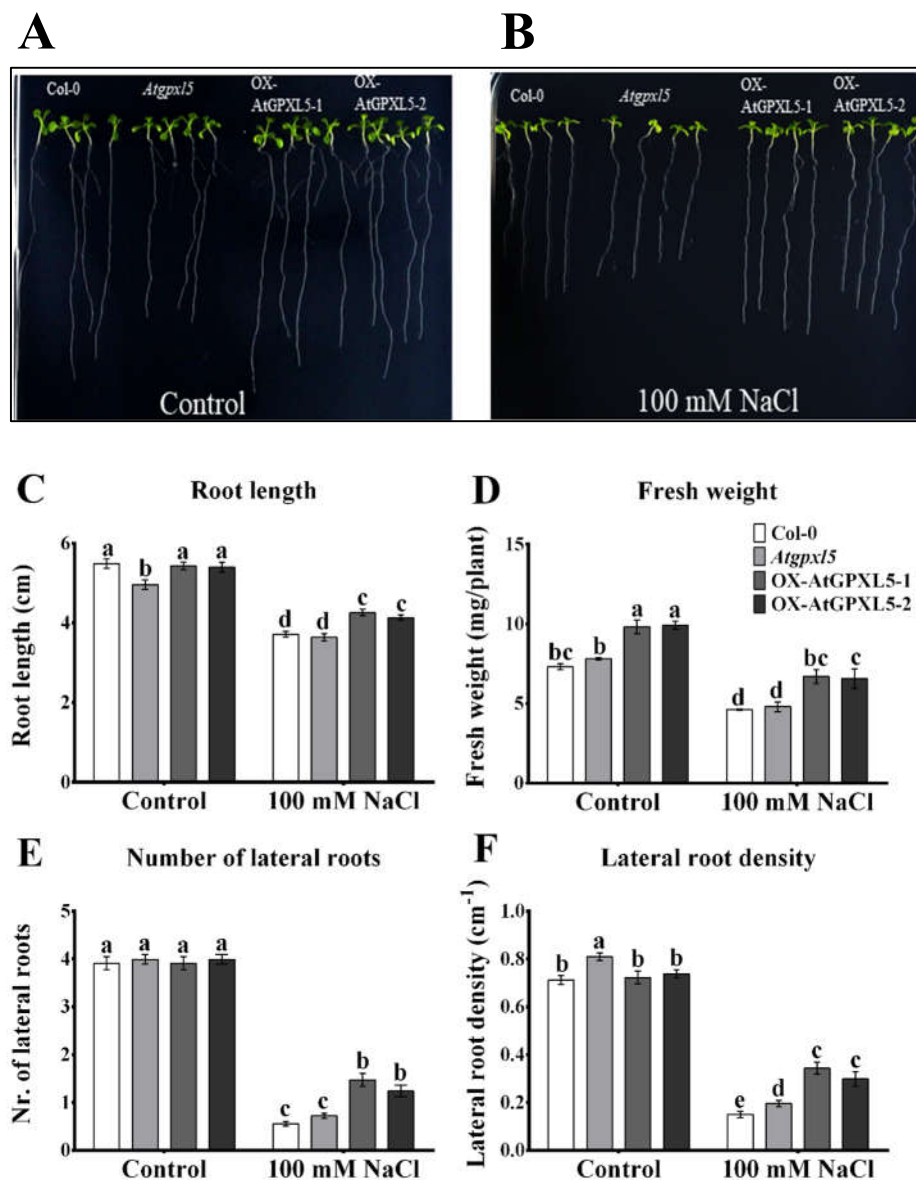 A
B
Col-0
Atgpxl5
OX-
AtGPXL5-1
OX-
AtGPXL5-2
Control
Col-0
Atgpxl5
OX-
AtGPXL5-1
OX-
AtGPXL5-2
100 mM NaCl
C
Root length
Root length (cm)
6
4
2
0
a
b
a
a
d
d
c
c
Control
100 mM NaCl
D
Fresh weight
Fresh weight (mg/plant)
15
10
5
0
bc
b
a
a
d
d
bc
c
Col-0
Atgpxl5
OX-AtGPXL5-1
OX-AtGPXL5-2
Control
100 mM NaCl
E
Number of lateral roots
Nr. of lateral roots
5
4
3
2
1
0
a
a
a
a
c
c
b
b
Control
100 mM NaCl
F
Lateral root density
Lateral root density (cm⁻¹)
1.0
0.8
0.6
0.4
0.2
0.0
b
a
b
b
e
d
c
c
Control
100 mM NaCl